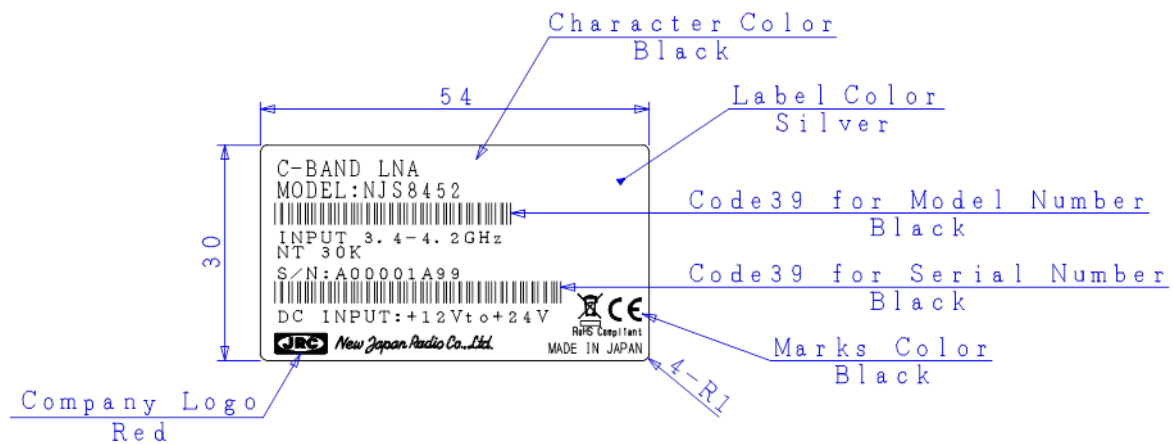 Character Color
Black
54
Label Color
Silver
C-BAND LNA
MODEL:NJS8452
Code39 for Model Number
Black
30
INPUT 3.4-4.2GHz
NT 30K
S/N:A00001A99
Code39 for Serial Number
Black
DC INPUT:+12Vto+24V
CE
RoHS Compliant
JRC New Japan Radio Co.,Ltd.
MADE IN JAPAN
Marks Color
Black
4-R1
Company Logo
Red